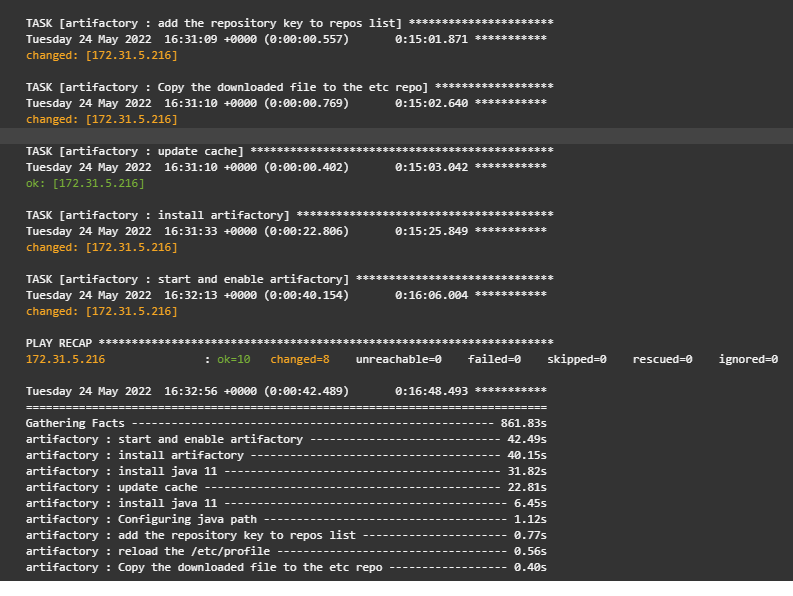 TASK [artifactory : add the repository key to repos list] **********************
Tuesday 24 May 2022  16:31:09 +0000 (0:00:00.557)       0:15:01.871 ***********
changed: [172.31.5.216]
TASK [artifactory : Copy the downloaded file to the etc repo] ******************
Tuesday 24 May 2022  16:31:10 +0000 (0:00:00.769)       0:15:02.640 ***********
changed: [172.31.5.216]
TASK [artifactory : update cache] **********************************************
Tuesday 24 May 2022  16:31:10 +0000 (0:00:00.402)       0:15:03.042 ***********
ok: [172.31.5.216]
TASK [artifactory : install artifactory] ***************************************
Tuesday 24 May 2022  16:31:33 +0000 (0:00:22.806)       0:15:25.849 ***********
changed: [172.31.5.216]
TASK [artifactory : start and enable artifactory] ******************************
Tuesday 24 May 2022  16:32:13 +0000 (0:00:40.154)       0:16:06.004 ***********
changed: [172.31.5.216]
PLAY RECAP *********************************************************************
172.31.5.216               : ok=10   changed=8    unreachable=0    failed=0    skipped=0    rescued=0    ignored=0
Tuesday 24 May 2022  16:32:56 +0000 (0:00:42.489)       0:16:48.493 ***********
===============================================================================
Gathering Facts ------------------------------------------------------- 861.83s
artifactory : start and enable artifactory ----------------------------- 42.49s
artifactory : install artifactory -------------------------------------- 40.15s
artifactory : install java 11 ------------------------------------------ 31.82s
artifactory : update cache --------------------------------------------- 22.81s
artifactory : install java 11 ------------------------------------------- 6.45s
artifactory : Configuring java path ------------------------------------- 1.12s
artifactory : add the repository key to repos list ---------------------- 0.77s
artifactory : reload the /etc/profile ----------------------------------- 0.56s
artifactory : Copy the downloaded file to the etc repo ------------------ 0.40s